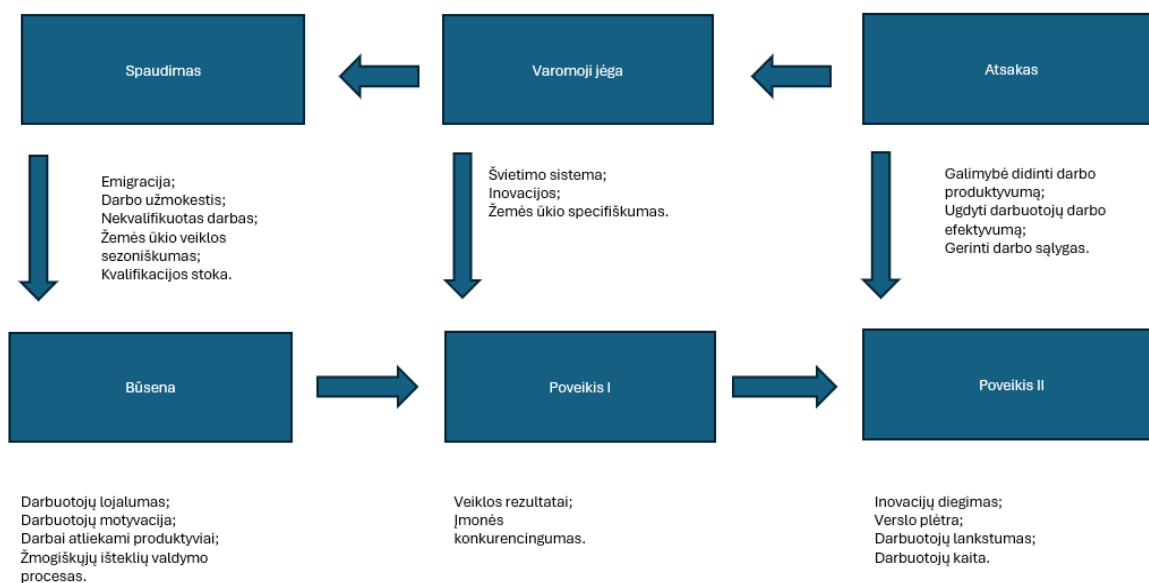 Spaudimas
Varomoji jėga
Atsakas
Emigracija;
Darbo užmokestis
Nekvalifikuotas darbas;
Žemės ūkio veiklos
sezoniškumas;
Kvalifikacijos stoka.
Švietimo sistema;
Inovacijos;
Žemės ūkio specifiškumas.
Galimybė didinti darbo
produktyvumą;
Ugdyti darbuotojų darbo
efektyvumą;
Gerinti darbo sąlygas.
Būsena
Poveikis I
Poveikis II
Darbuotojų lojalumas;
Darbuotojų motyvacija;
Darbai atliekami produktyviai;
Žmogiškųjų išteklių valdymo
procesas.
Veiklos rezultatai;
Įmonės
konkurencingumas.
Inovacijų diegimas;
Verslo plėtra;
Darbuotojų lankstumas;
Darbuotojų kaita.